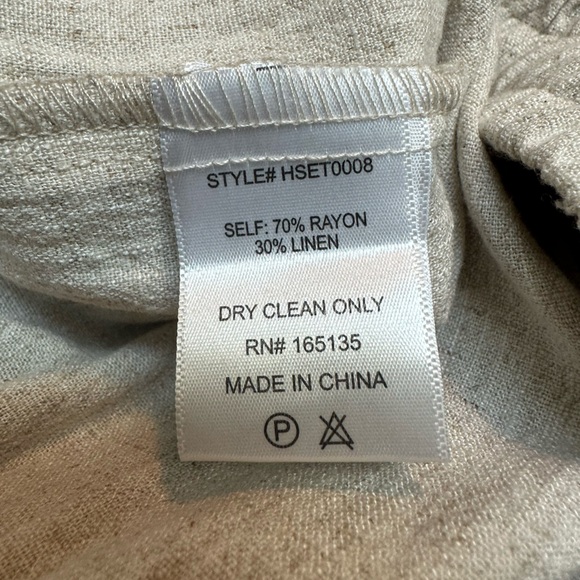 STYLE# HSET0008
SELF: 70% RAYON
30% LINEN
DRY CLEAN ONLY
RN# 165135
MADE IN CHINA
P